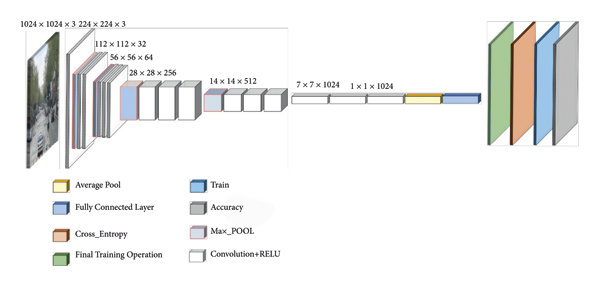 1024 × 1024 × 3 224 × 224 × 3
112 × 112 × 32
56 × 56 × 64
28 × 28 × 256
14 × 14 × 512
7 × 7 × 1024
1 × 1 × 1024
Average Pool
Train
Fully Connected Layer
Accuracy
Cross_Entropy
Max_POOL
Final Training Operation
Convolution+RELU